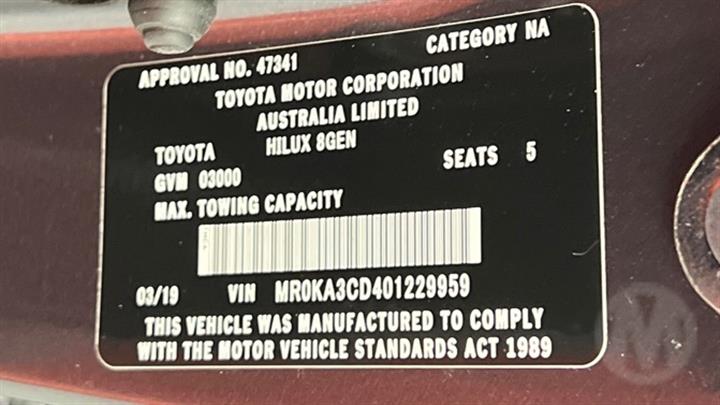 APPROVAL NO. 47341 CATEGORY NA
TOYOTA MOTOR CORPORATION
AUSTRALIA LIMITED
TOYOTA HILUX 8GEN
GVM 03000 SEATS 5
MAX. TOWING CAPACITY
03/19 VIN MR0KA3CD401229959
THIS VEHICLE WAS MANUFACTURED TO COMPLY
WITH THE MOTOR VEHICLE STANDARDS ACT 1989